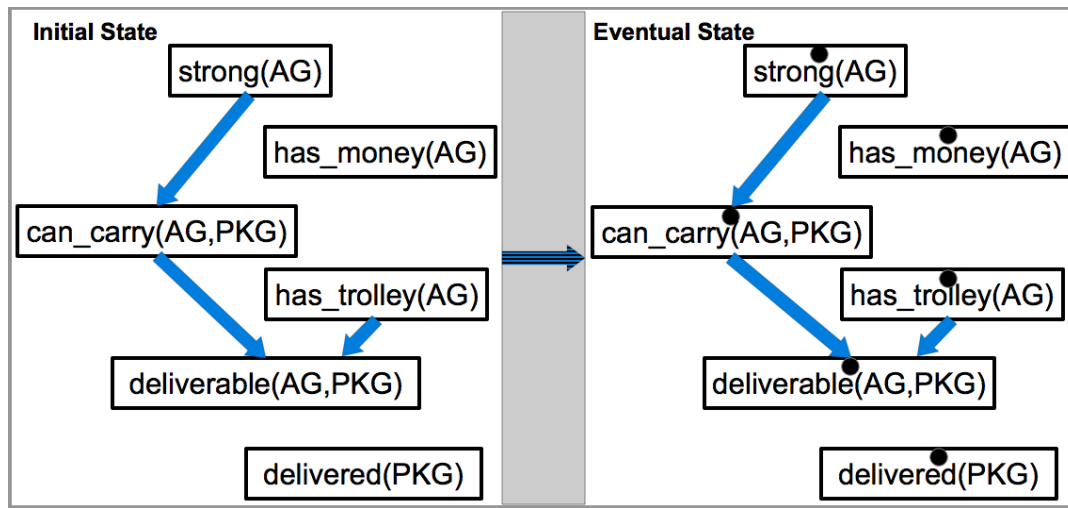 Initial State
strong(AG)
has_money(AG)
can_carry(AG,PKG)
has_trolley(AG)
deliverable(AG,PKG)
delivered(PKG)
Eventual State
strong(AG)
has_money(AG)
can_carry(AG,PKG)
has_trolley(AG)
deliverable(AG,PKG)
delivered(PKG)